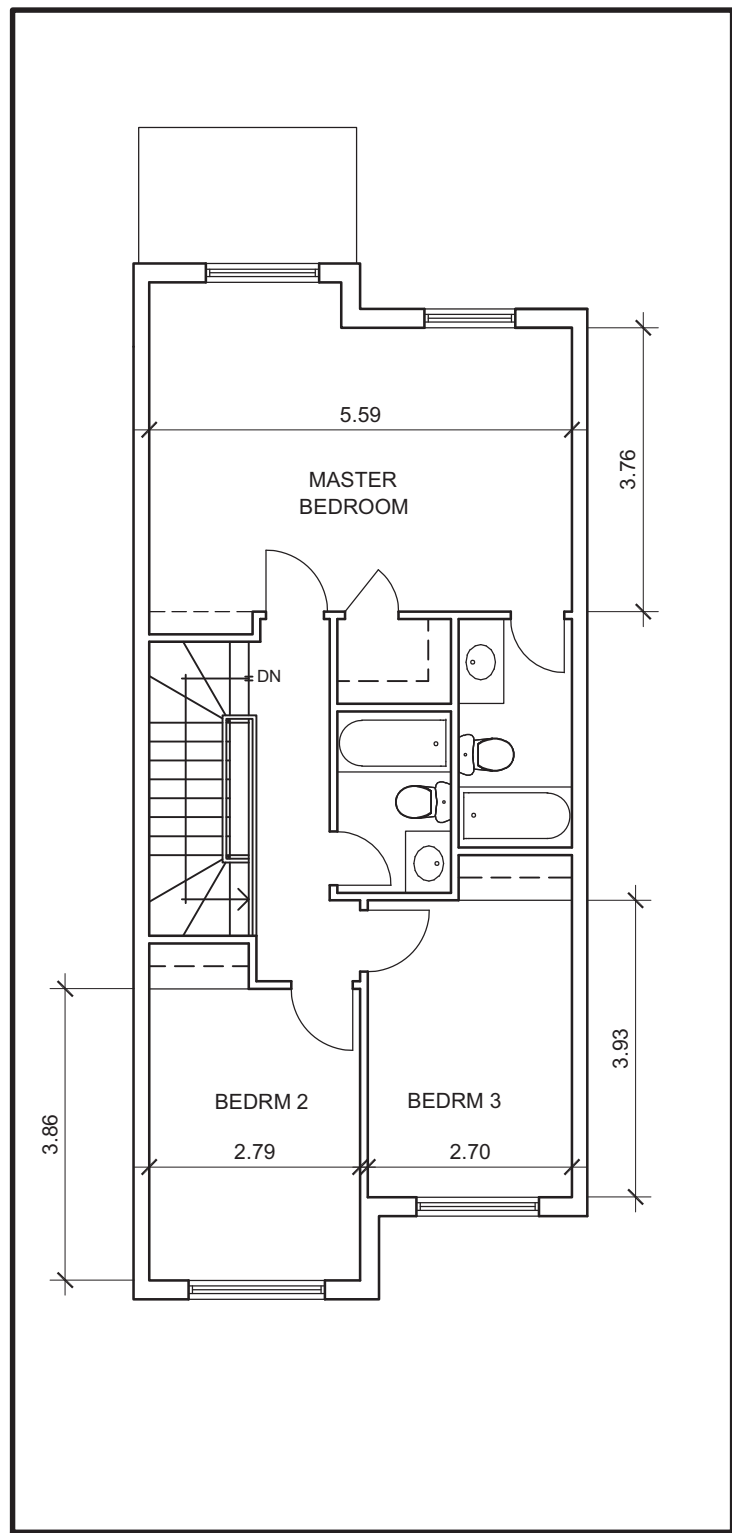 5.59
3.76
MASTER
BEDROOM
DN
3.93
3.86
BEDRM 2
BEDRM 3
2.79
2.70